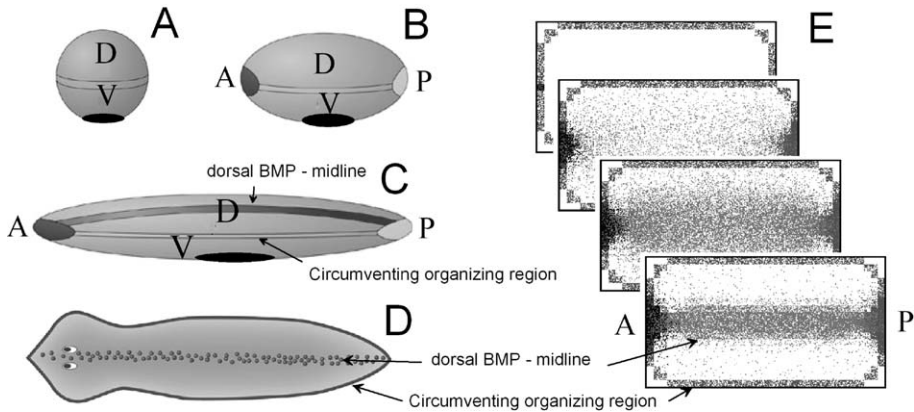 A
D
V
B
A
D
P
V
C
dorsal BMP - midline
D
A
P
V
Circumventing organizing region
D
dorsal BMP - midline
Circumventing organizing region
E
A
P